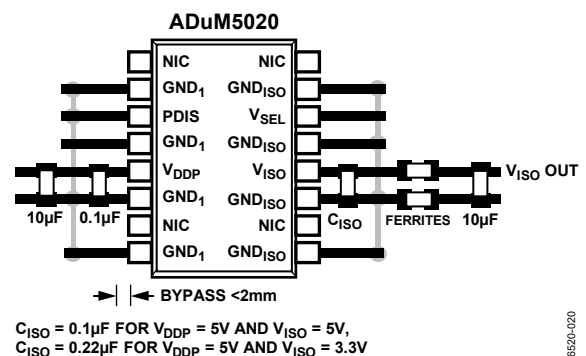 ADuM5020
NIC NIC
GND1 GNDISO
PDIS VSEL
GND1 GNDISO
VDDP VISO
VISO OUT
GND1 GNDISO
10µF 0.1µF
CISO FERRITES 10µF
NIC NIC
GND1 GNDISO
BYPASS <2mm
CISO = 0.1µF FOR VDDP = 5V AND VISO = 5V,
CISO = 0.22µF FOR VDDP = 5V AND VISO = 3.3V